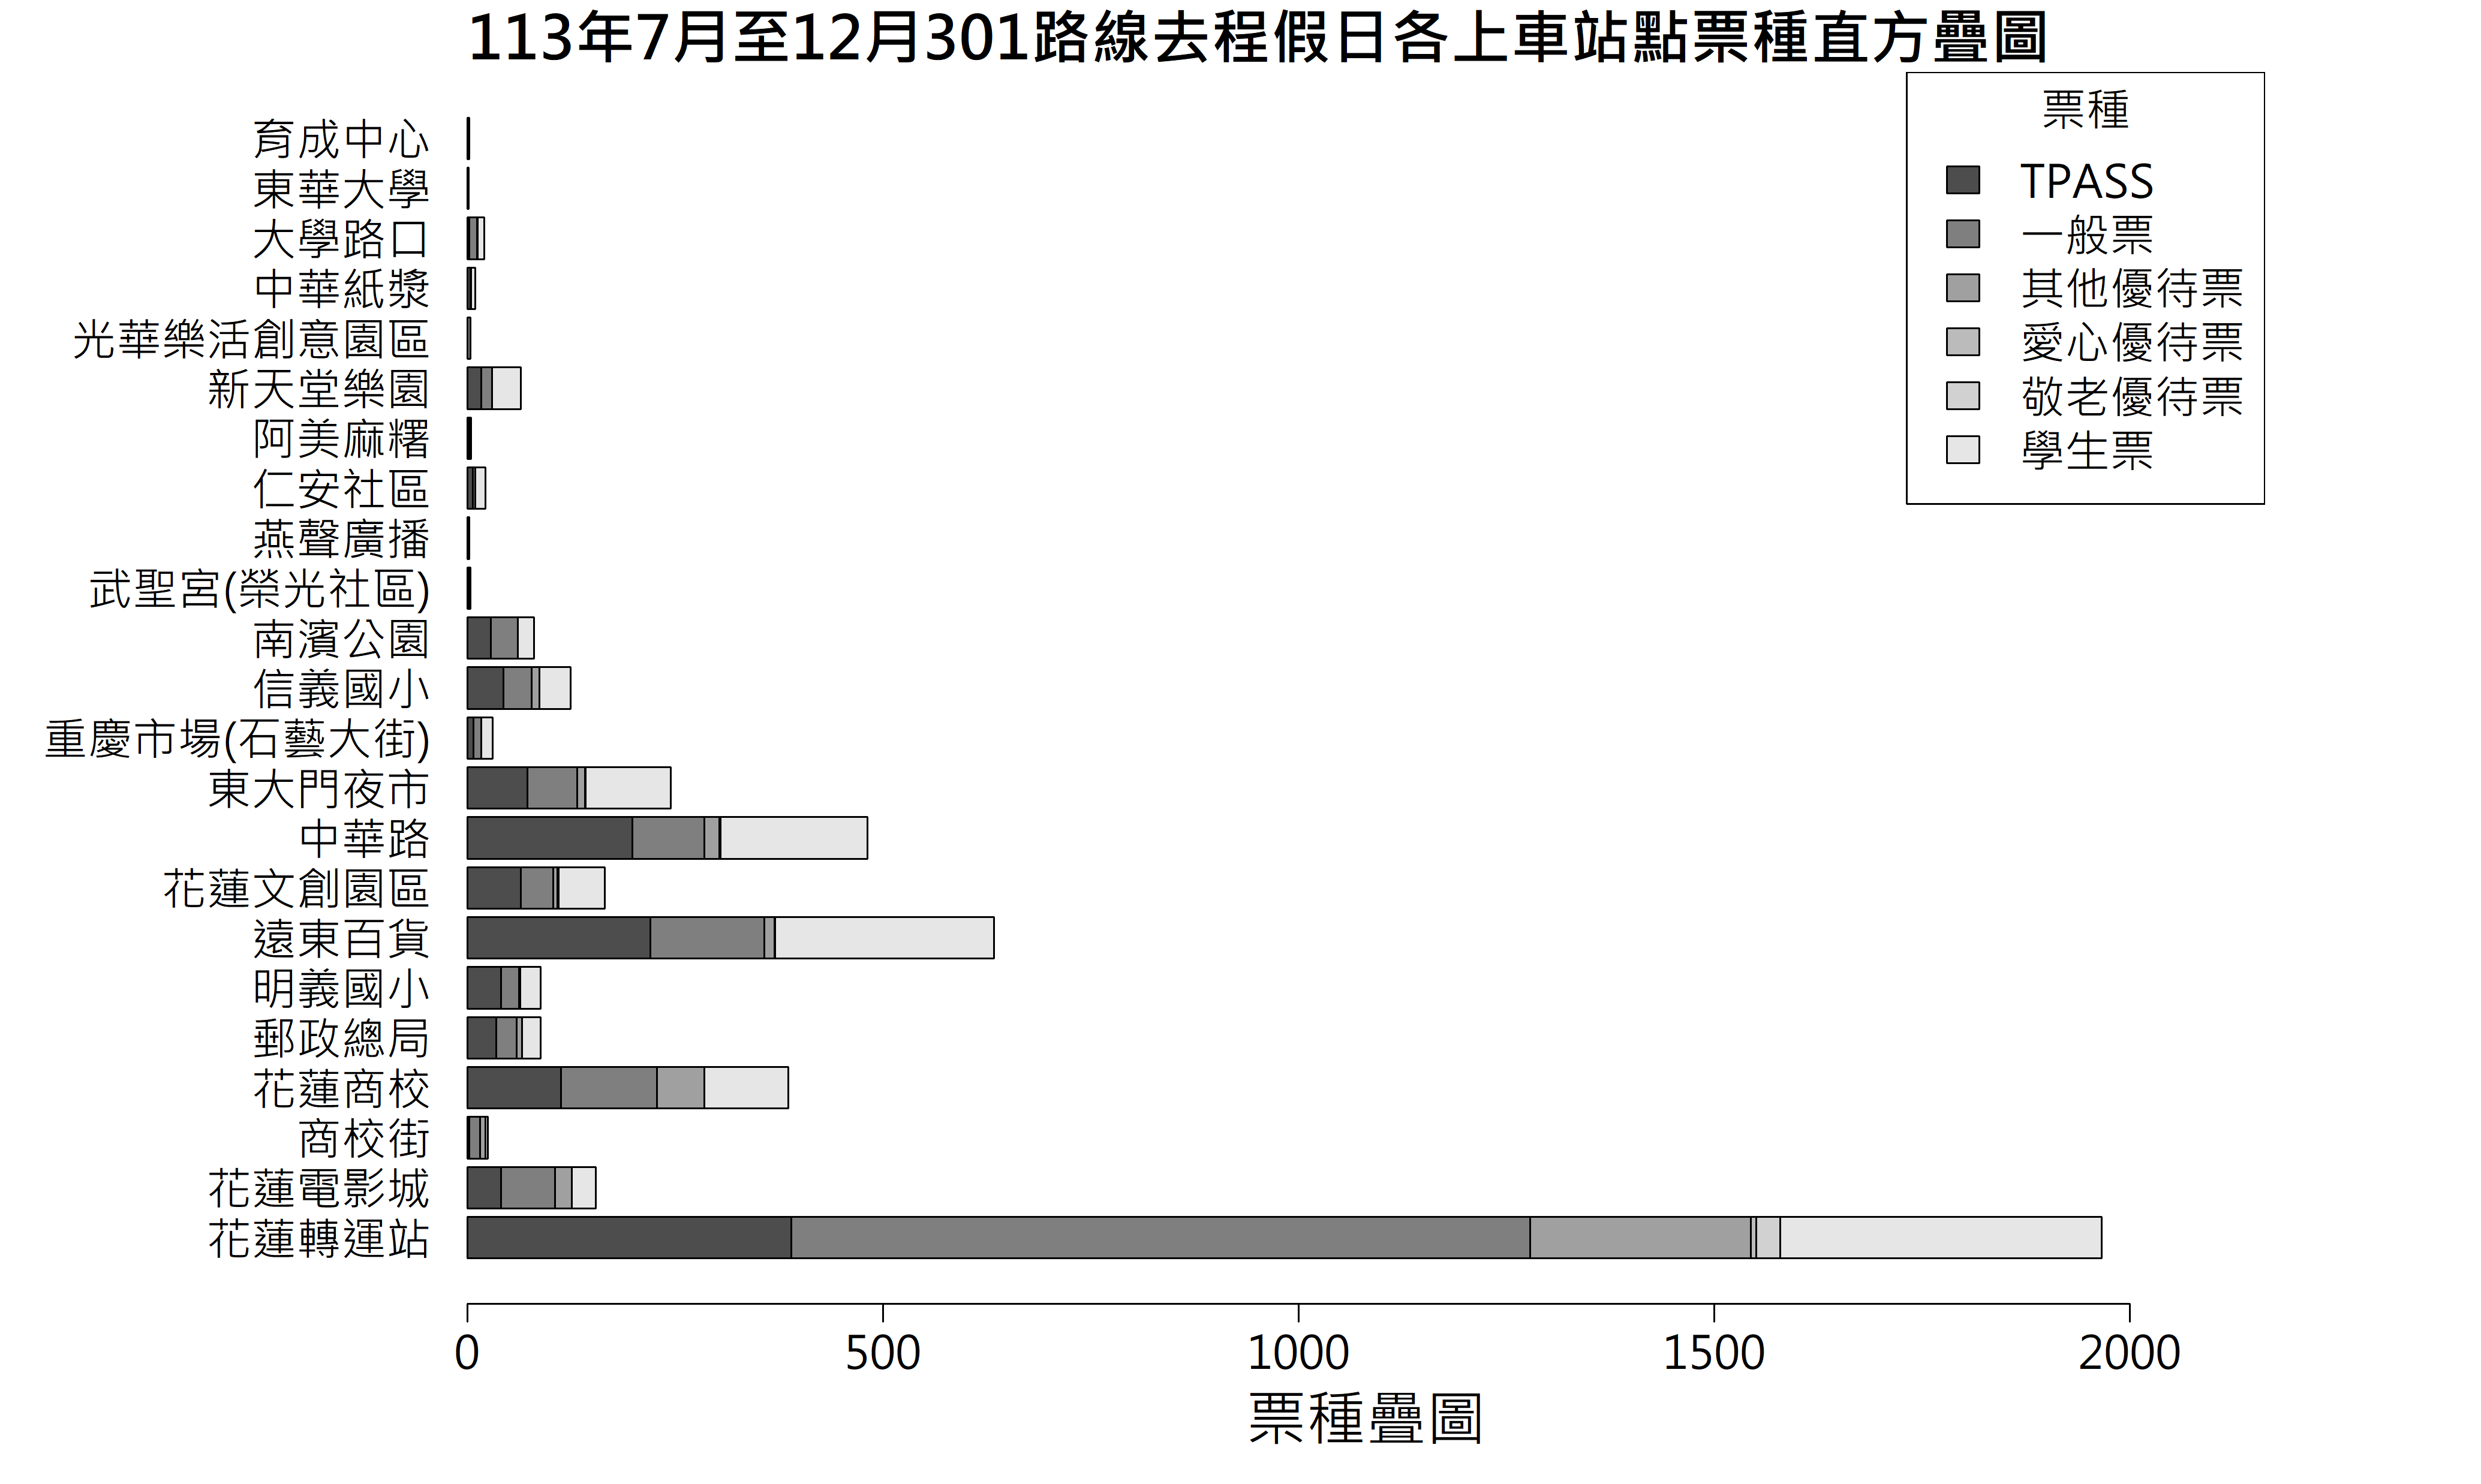 113年7月至12月301路線去程假日各上車站點票種直方疊圖
票種
TPASS
一般票
其他優待票
愛心優待票
敬老優待票
學生票
育成中心
東華大學
大學路口
中華紙漿
光華樂活創意園區
新天堂樂園
阿美麻糬
仁安社區
燕聲廣播
武聖宮(榮光社區)
南濱公園
信義國小
重慶市場(石藝大街)
東大門夜市
中華路
花蓮文創園區
遠東百貨
明義國小
郵政總局
花蓮商校
商校街
花蓮電影城
花蓮轉運站
0 500 1000 1500 2000
票種疊圖